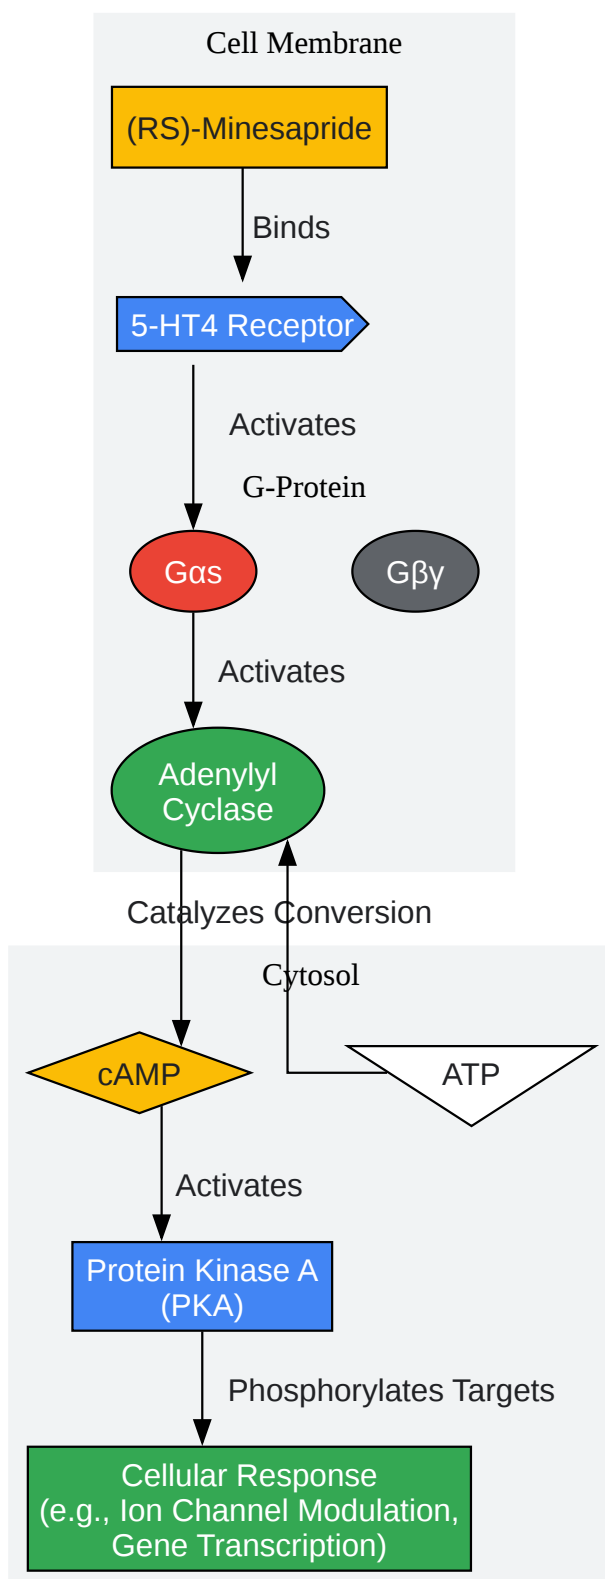 Cell Membrane
(RS)-Minesapride
Binds
5-HT4 Receptor
Activates
G-Protein
Gαs
Gβγ
Activates
Adenylyl
Cyclase
Catalyzes Conversion
Cytosol
cAMP
ATP
Activates
Protein Kinase A
(PKA)
Phosphorylates Targets
Cellular Response
(e.g., Ion Channel Modulation,
Gene Transcription)